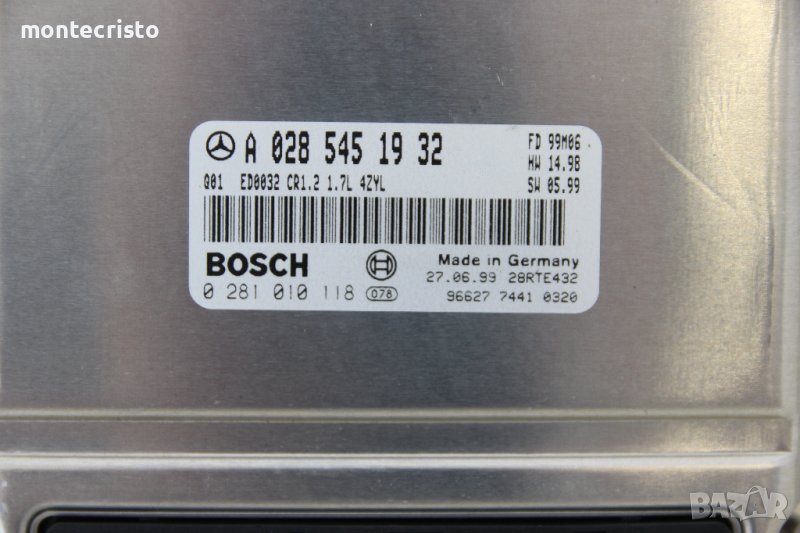 montecristo
A 028 545 19 32
FD 99M06
HW 14.98
Q01 ED0032 CR1.2 1.7L 4ZYL
SW 05.99
BOSCH
Made in Germany
27.06.99 28RTE432
0 281 010 118 078
96627 7441 0320
BAZAR